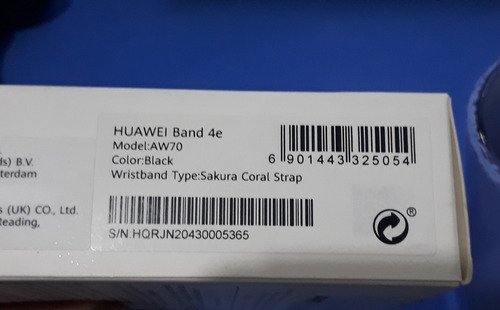 HUAWEI Band 4e
Model:AW70
Color:Black
Wristband Type:Sakura Coral Strap
6 901443 325054
S/N:HQRJN20430005365
s) B.V.
sterdam
s (UK) CO., Ltd.
Reading,
®